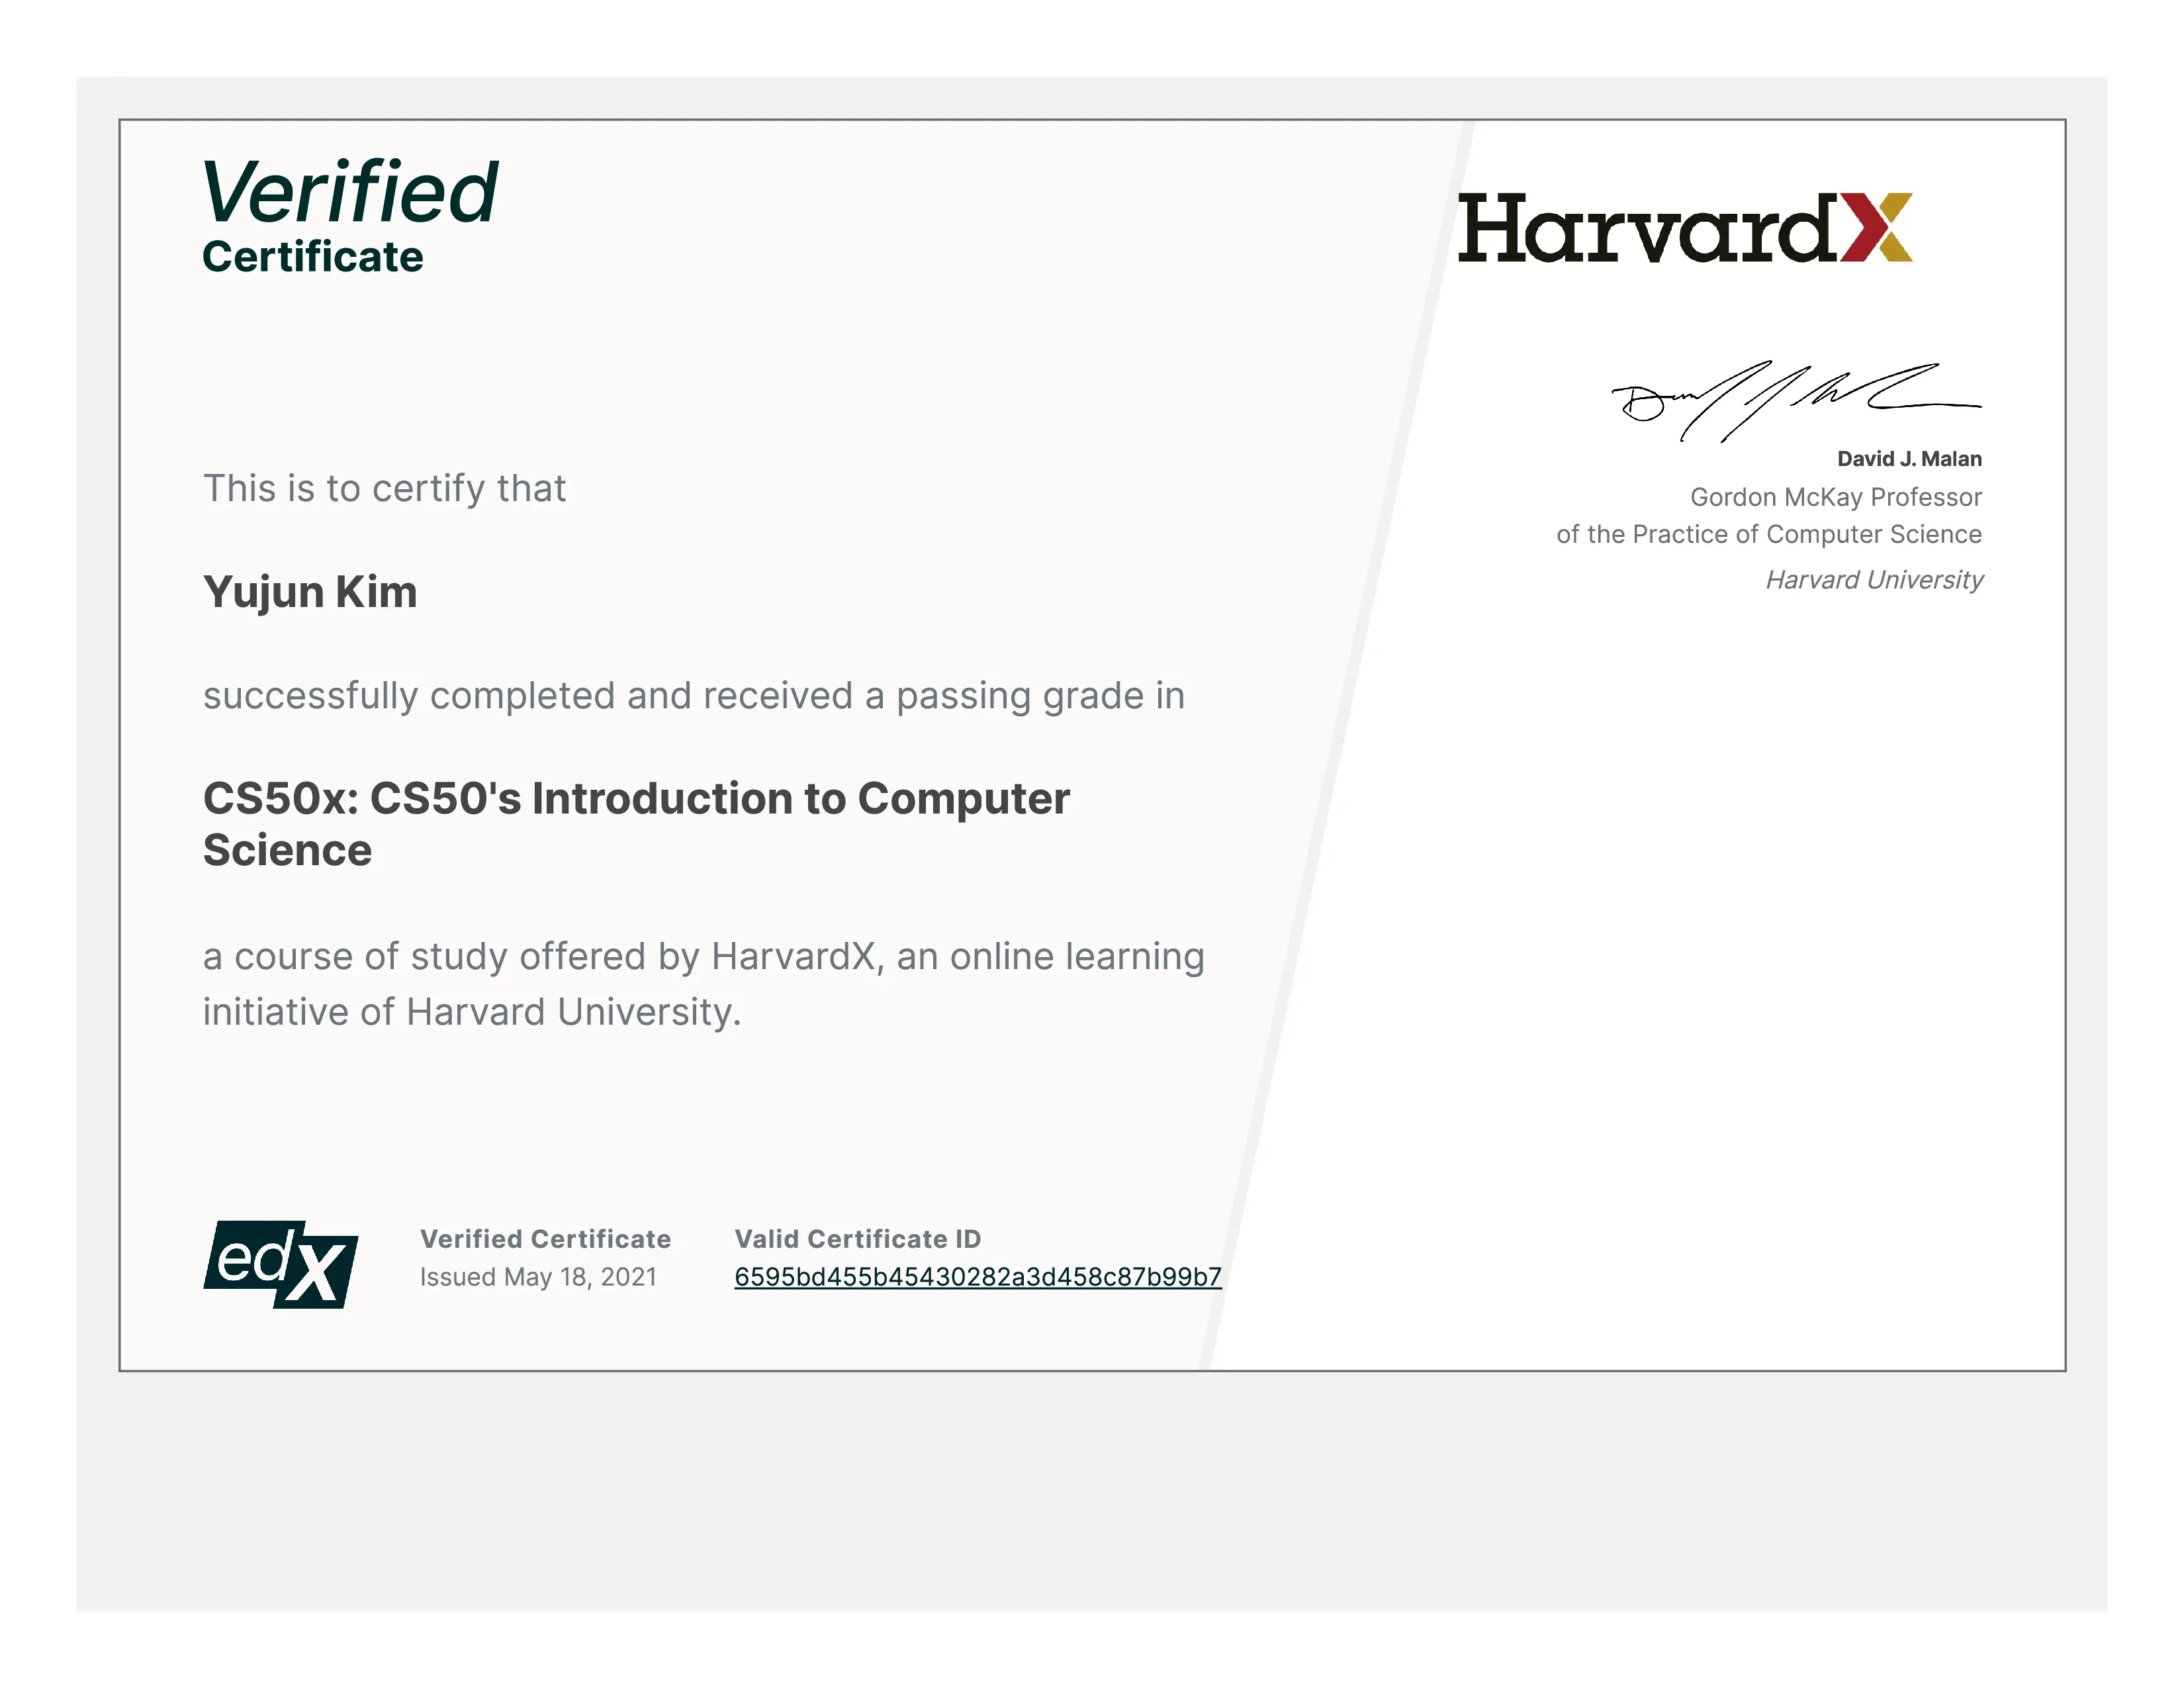 Verified
Certificate
HarvardX
David J. Malan
Gordon McKay Professor
of the Practice of Computer Science
Harvard University
This is to certify that
Yujun Kim
successfully completed and received a passing grade in
CS50x: CS50's Introduction to Computer
Science
a course of study offered by HarvardX, an online learning
initiative of Harvard University.
edX
Verified Certificate
Issued May 18, 2021
Valid Certificate ID
6595bd455b45430282a3d458c87b99b7